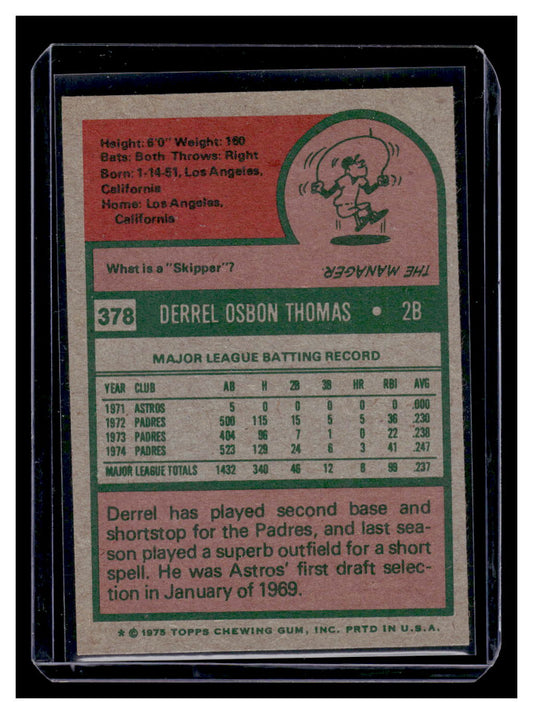 Height: 6'0" Weight: 160
Bats: Both Throws: Right
Born: 1-14-51, Los Angeles,
California
Home: Los Angeles,
California
What is a "Skipper"?
THE MANAGER
378 DERREL OSBON THOMAS • 2B
MAJOR LEAGUE BATTING RECORD
YEAR CLUB AB H 2B 3B HR RBI AVG
1971 ASTROS 5 0 0 0 0 0 .000
1972 PADRES 500 115 15 5 5 36 .230
1973 PADRES 404 96 7 1 0 22 .238
1974 PADRES 523 129 24 6 3 41 .247
MAJOR LEAGUE TOTALS 1432 340 46 12 8 99 .237
Derrel has played second base and
shortstop for the Padres, and last sea-
son played a superb outfield for a short
spell. He was Astros' first draft selec-
tion in January of 1969.
* © 1975 TOPPS CHEWING GUM, INC. PRTD IN U.S.A.